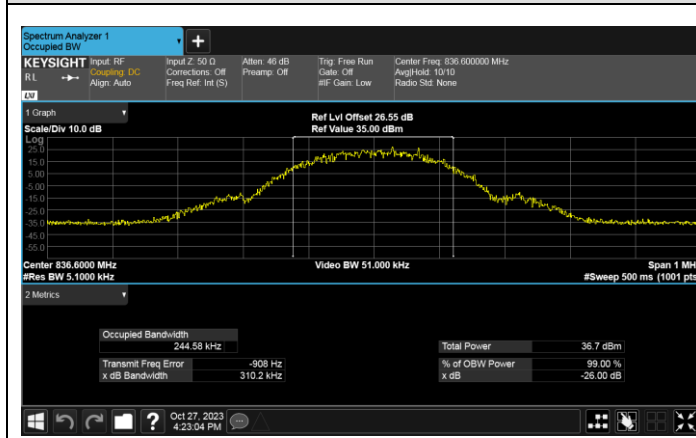 Spectrum Analyzer 1
Occupied BW
+
KEYSIGHT
RL
LXI
Input: RF
Coupling: DC
Align: Auto
Input Z: 50 Ω
Corrections: Off
Freq Ref: Int (S)
Atten: 46 dB
Preamp: Off
Trig: Free Run
Gate: Off
#IF Gain: Low
Center Freq: 836.600000 MHz
Avg|Hold: 10/10
Radio Std: None
1 Graph
Scale/Div 10.0 dB
Ref Lvl Offset 26.55 dB
Ref Value 35.00 dBm
Log
25.0
15.0
5.00
-5.00
-15.0
-25.0
-35.0
-45.0
-55.0
Center 836.6000 MHz
#Res BW 5.1000 kHz
Video BW 51.000 kHz
Span 1 MH
#Sweep 500 ms (1001 pts
2 Metrics
Occupied Bandwidth
244.58 kHz
Transmit Freq Error -908 Hz
x dB Bandwidth 310.2 kHz
Total Power 36.7 dBm
% of OBW Power 99.00 %
x dB -26.00 dB
?
Oct 27, 2023
4:23:04 PM